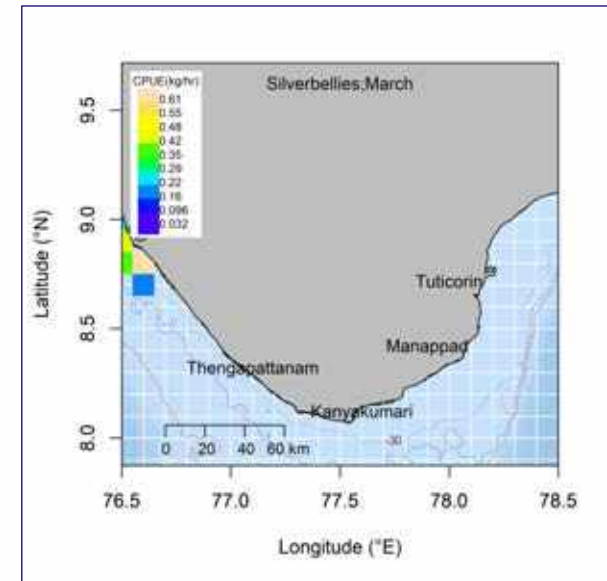 Silverbellies;March
CPUE(kg/hr)
0.61
0.55
0.48
0.42
0.35
0.29
0.22
0.16
0.096
0.032
9.5
9.0
8.5
8.0
Latitude (°N)
Tuticorin
Manappad
Thengapattanam
Kanyakumari
0 20 40 60 km
-30
76.5 77.0 77.5 78.0 78.5
Longitude (°E)